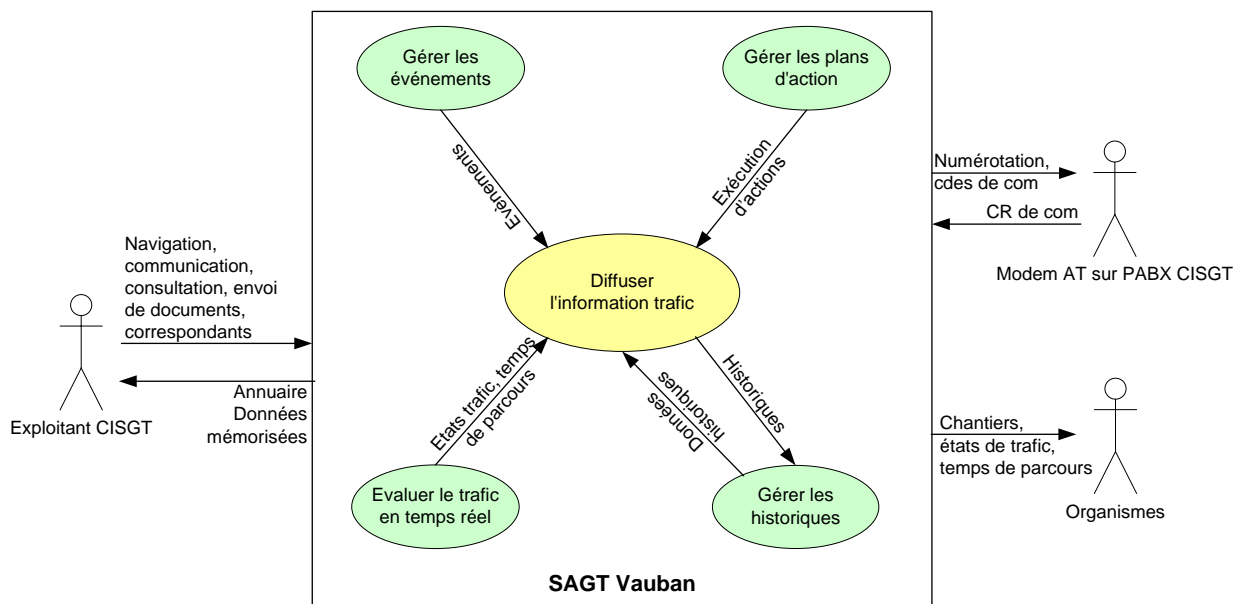 Gérer les
événements
Gérer les plans
d'action
Evénements
Exécution
d'actions
Numérotation,
cdes de com
CR de com
Modem AT sur PABX CISGT
Navigation,
communication,
consultation, envoi
de documents,
correspondants
Annuaire
Données
mémorisées
Exploitant CISGT
Diffuser
l'information trafic
Etats trafic, temps
de parcours
Données
historiques
Historiques
Chantiers,
états de trafic,
temps de parcours
Organismes
Evaluer le trafic
en temps réel
Gérer les
historiques
SAGT Vauban